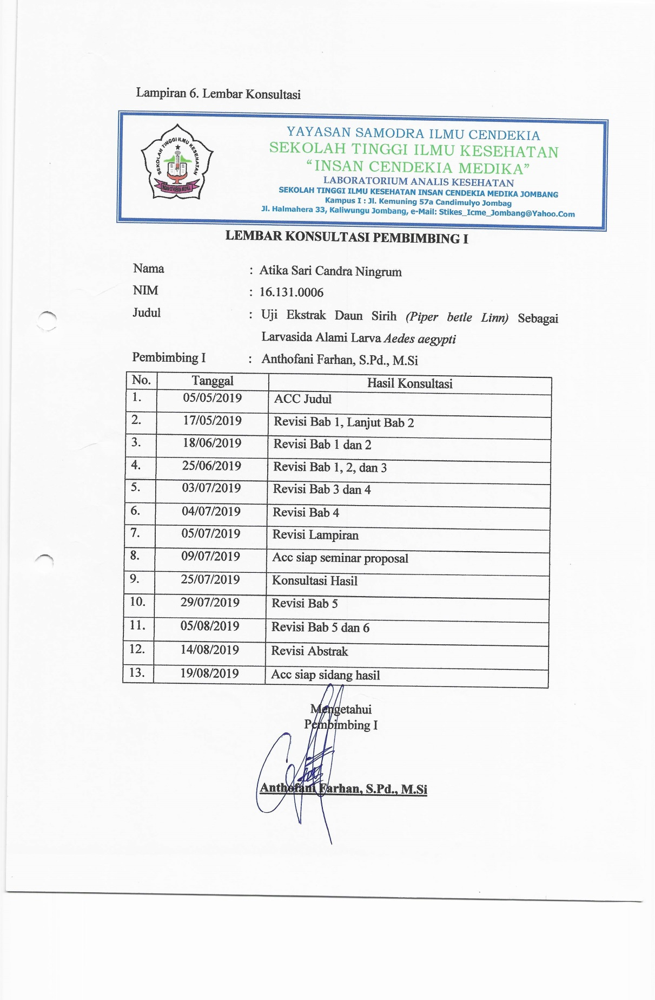 Lampiran 6. Lembar Konsultasi
SEKOLAH TINGGI ILMU KESEHATAN
INSAN CENDEKIA MEDIKA
YAYASAN SAMODRA ILMU CENDEKIA
SEKOLAH TINGGI ILMU KESEHATAN
“INSAN CENDEKIA MEDIKA”
LABORATORIUM ANALIS KESEHATAN
SEKOLAH TINGGI ILMU KESEHATAN INSAN CENDEKIA MEDIKA JOMBANG
Kampus I : Jl. Kemuning 57a Candimulyo Jombag
Jl. Halmahera 33, Kaliwungu Jombang, e-Mail: Stikes_Icme_Jombang@Yahoo.Com
LEMBAR KONSULTASI PEMBIMBING I
Nama : Atika Sari Candra Ningrum
NIM : 16.131.0006
Judul : Uji Ekstrak Daun Sirih (Piper betle Linn) Sebagai
Larvasida Alami Larva Aedes aegypti
Pembimbing I : Anthofani Farhan, S.Pd., M.Si
No. Tanggal Hasil Konsultasi
1. 05/05/2019 ACC Judul
2. 17/05/2019 Revisi Bab 1, Lanjut Bab 2
3. 18/06/2019 Revisi Bab 1 dan 2
4. 25/06/2019 Revisi Bab 1, 2, dan 3
5. 03/07/2019 Revisi Bab 3 dan 4
6. 04/07/2019 Revisi Bab 4
7. 05/07/2019 Revisi Lampiran
8. 09/07/2019 Acc siap seminar proposal
9. 25/07/2019 Konsultasi Hasil
10. 29/07/2019 Revisi Bab 5
11. 05/08/2019 Revisi Bab 5 dan 6
12. 14/08/2019 Revisi Abstrak
13. 19/08/2019 Acc siap sidang hasil
Mengetahui
Pembimbing I
Anthofani Farhan, S.Pd., M.Si